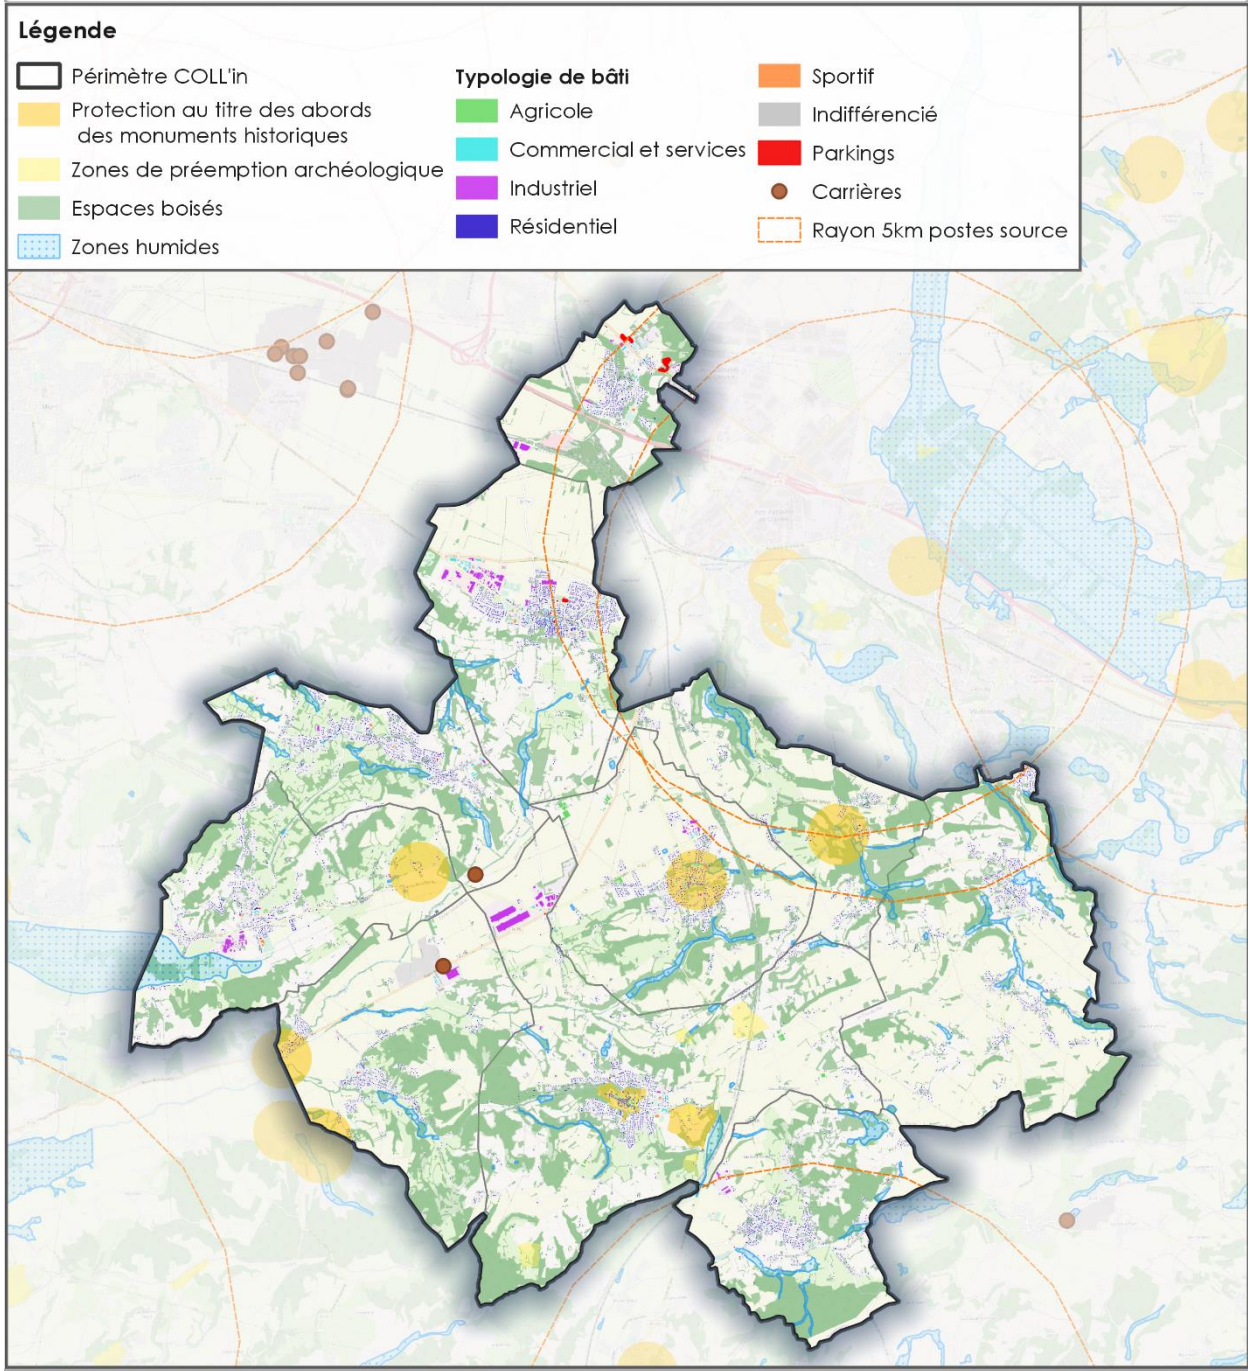 Légende
Périmètre COLL'in
Protection au titre des abords
des monuments historiques
Zones de préemption archéologique
Espaces boisés
Zones humides
Typologie de bâti
Agricole
Commercial et services
Industriel
Résidentiel
Sportif
Indifférencié
Parkings
Carrières
Rayon 5km postes source